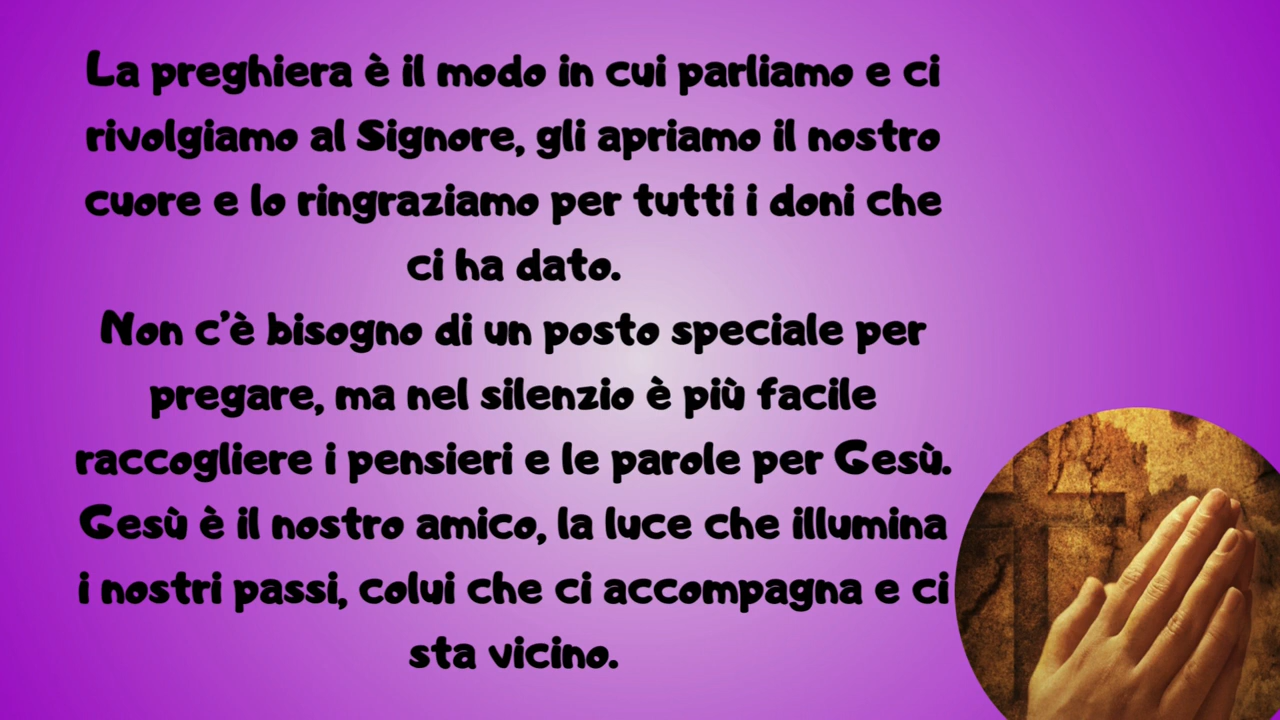 La preghiera è il modo in cui parliamo e ci
rivolgiamo al Signore, gli apriamo il nostro
cuore e lo ringraziamo per tutti i doni che
ci ha dato.
Non c’è bisogno di un posto speciale per
pregare, ma nel silenzio è più facile
raccogliere i pensieri e le parole per Gesù.
Gesù è il nostro amico, la luce che illumina
i nostri passi, colui che ci accompagna e ci
sta vicino.